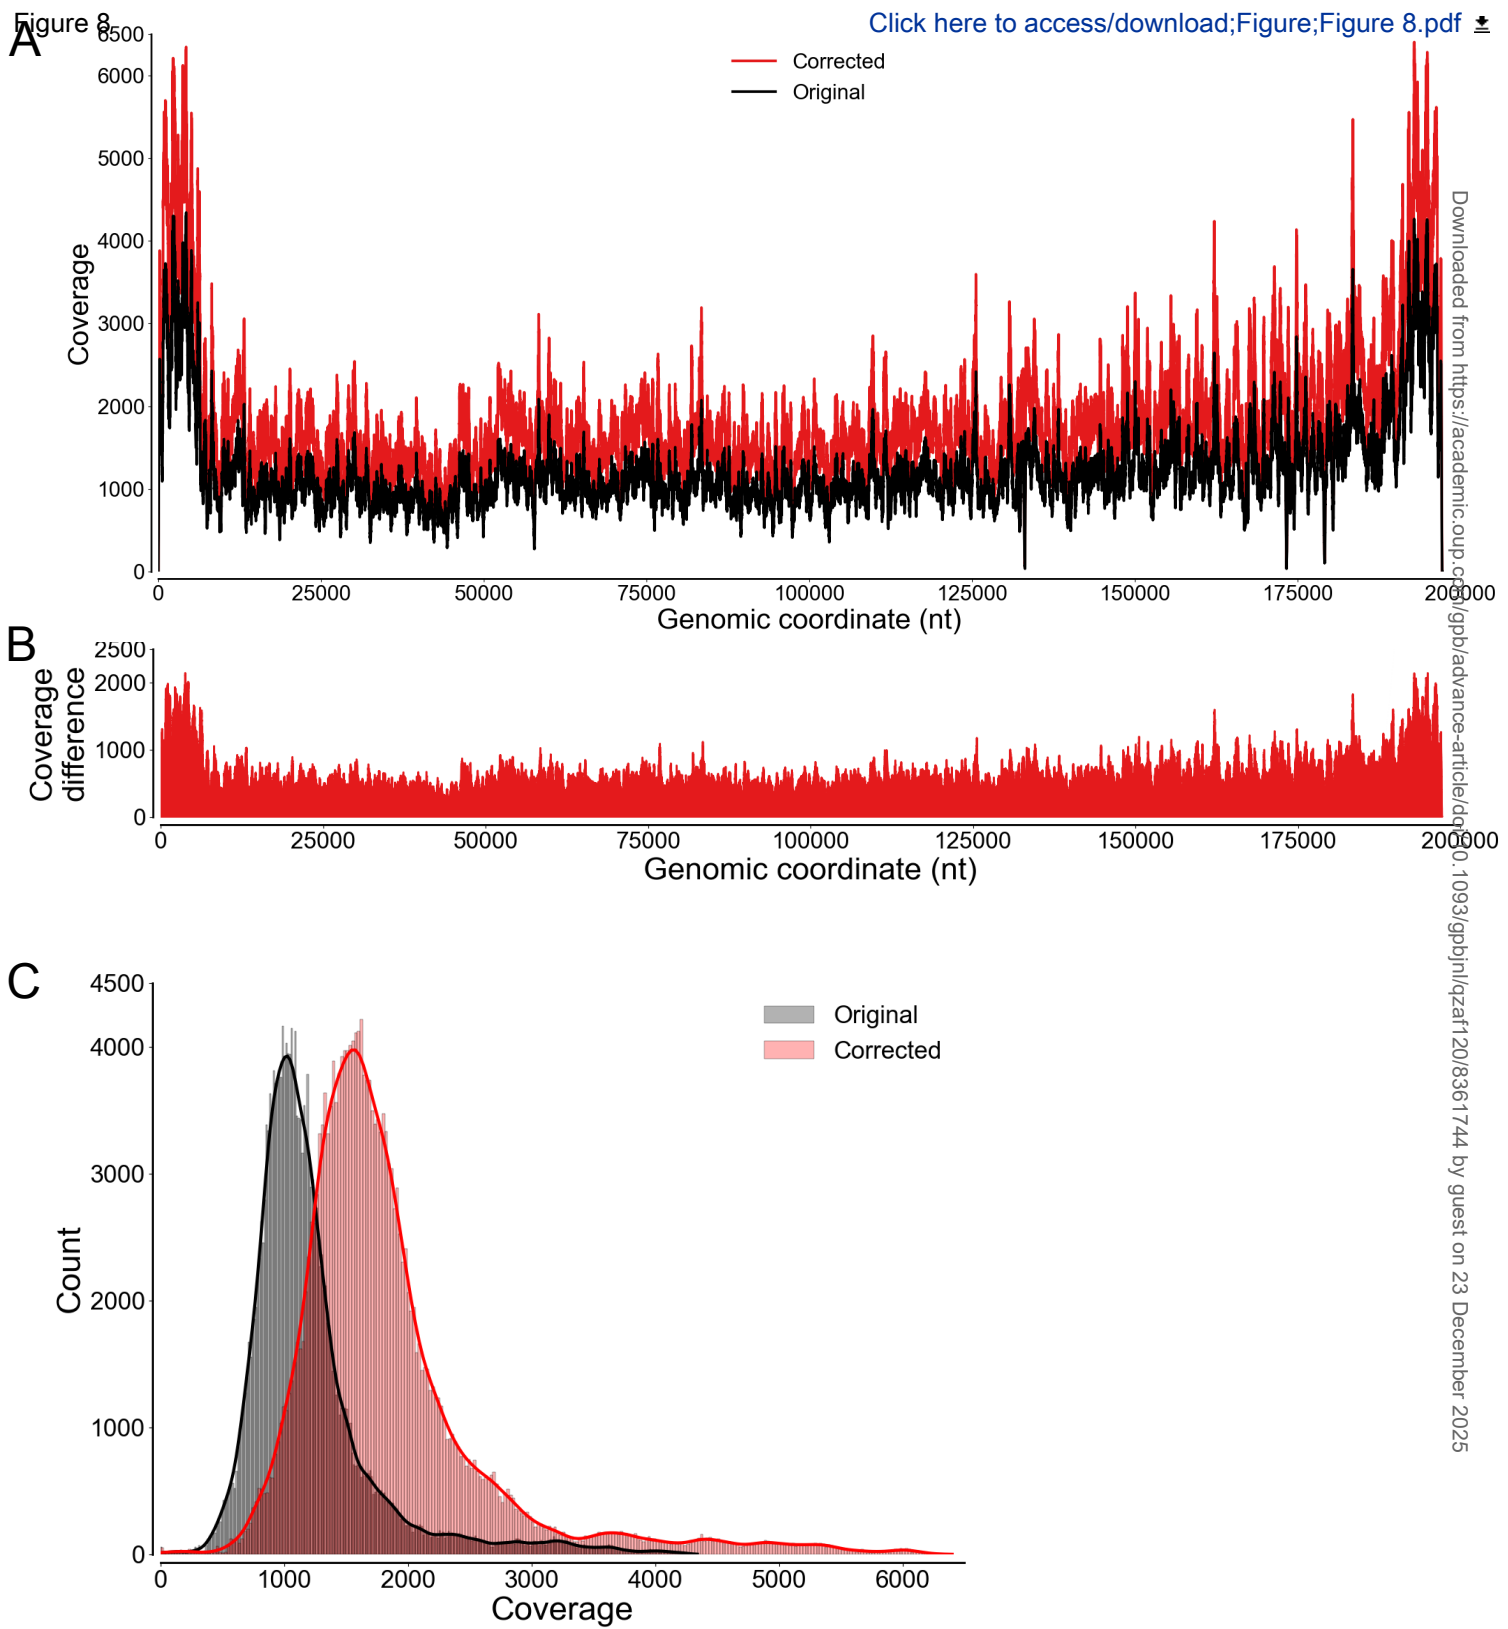 Figure 8
Click here to access/download;Figure;Figure 8.pdf
A
6500
6000
5000
4000
3000
2000
1000
0
Coverage
Corrected
Original
0 25000 50000 75000 100000 125000 150000 175000 200000
Genomic coordinate (nt)
B
2500
2000
1000
0
Coverage
difference
0 25000 50000 75000 100000 125000 150000 175000 200000
Genomic coordinate (nt)
C
4500
4000
3000
2000
1000
0
Count
Original
Corrected
0 1000 2000 3000 4000 5000 6000
Coverage
Downloaded from https://academic.oup.com/gpb/advance-article/doi/10.1093/gpbjnl/qzaf120/8361744 by guest on 23 December 2025